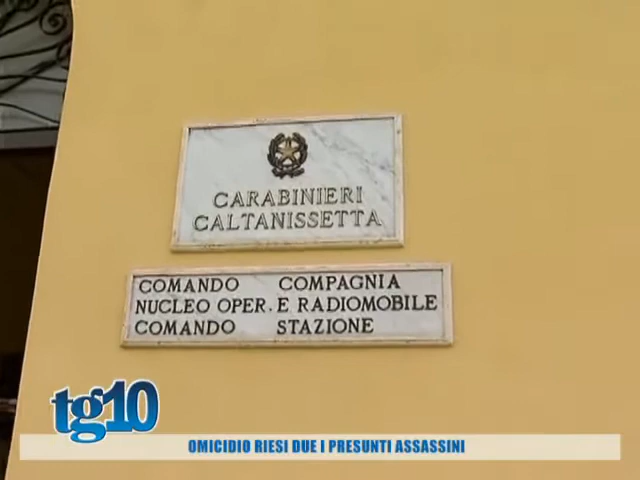 CARABINIERI
CALTANISSETTA
COMANDO COMPAGNIA
NUCLEO OPER. E RADIOMOBILE
COMANDO STAZIONE
tg10
OMICIDIO RIESI DUE I PRESUNTI ASSASSINI